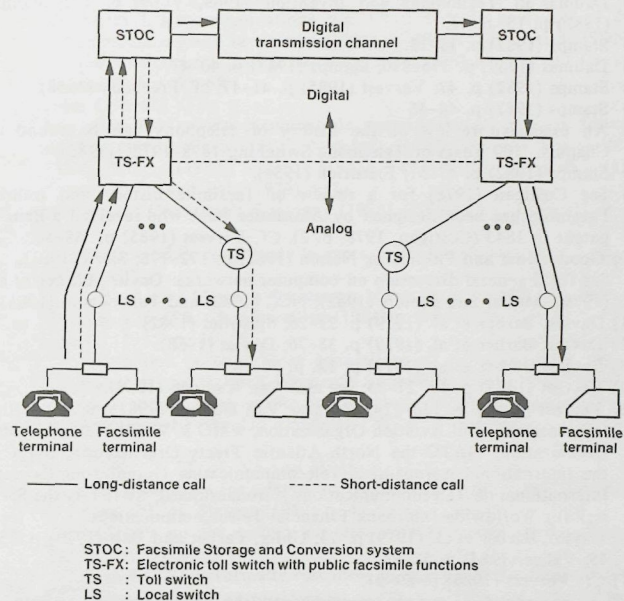 STOC
Digital
transmission channel
STOC
Digital
TS-FX
TS-FX
Analog
TS
TS
LS
LS
LS
LS
Telephone
terminal
Facsimile
terminal
Telephone
terminal
Facsimile
terminal
Long-distance call
Short-distance call
STOC: Facsimile Storage and Conversion system
TS-FX: Electronic toll switch with public facsimile functions
TS : Toll switch
LS : Local switch